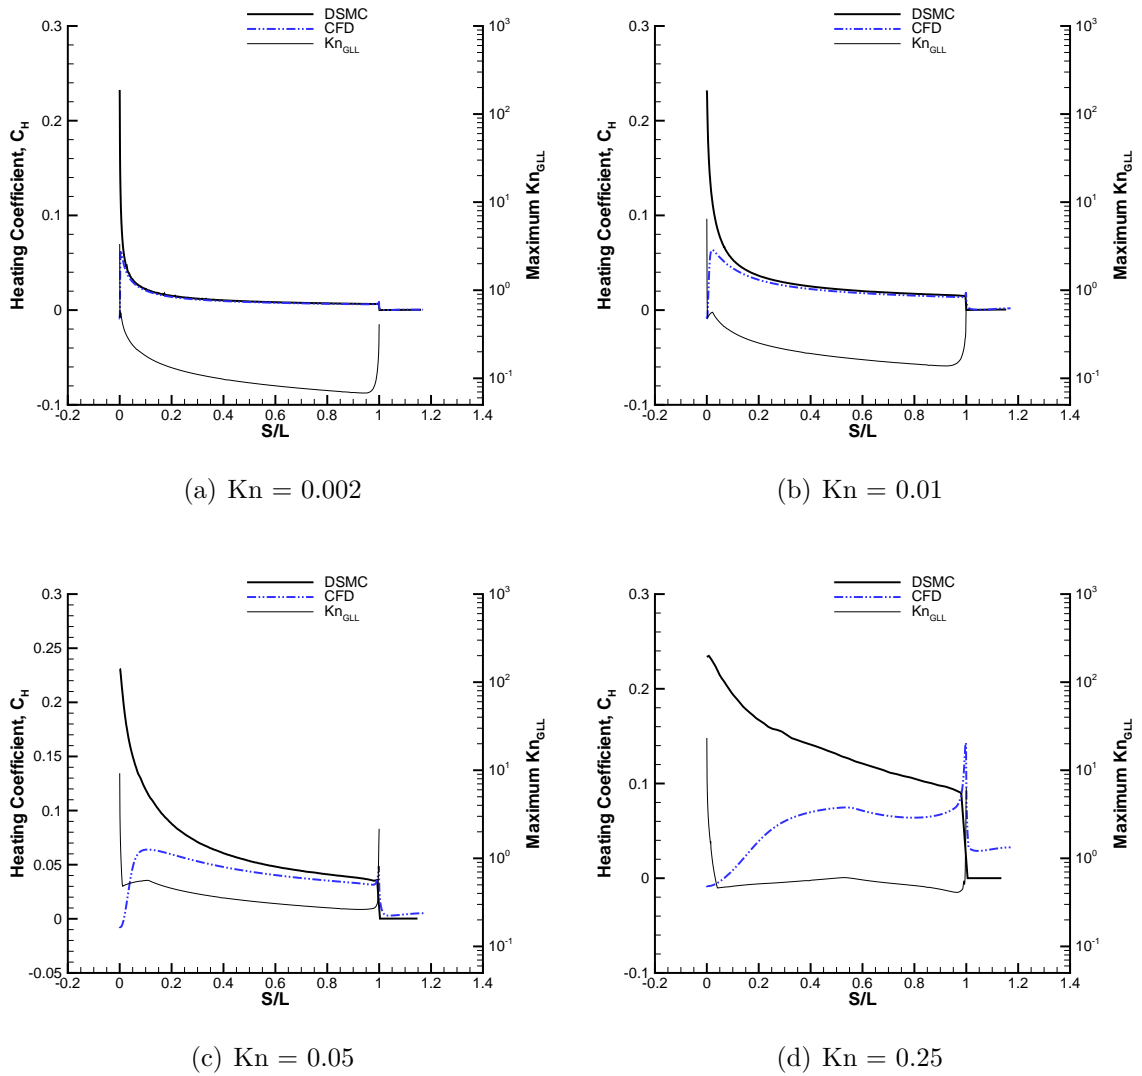 DSMC
CFD
Kn_GLL
Heating Coefficient, C_H
0.3
0.2
0.1
0
-0.1
-0.2 0 0.2 0.4 0.6 0.8 1 1.2 1.4
S/L
10^3
10^2
10^1
10^0
10^-1
Maximum Kn_GLL
(a) Kn = 0.002
DSMC
CFD
Kn_GLL
Heating Coefficient, C_H
0.3
0.2
0.1
0
-0.1
-0.2 0 0.2 0.4 0.6 0.8 1 1.2 1.4
S/L
10^3
10^2
10^1
10^0
10^-1
Maximum Kn_GLL
(b) Kn = 0.01
DSMC
CFD
Kn_GLL
Heating Coefficient, C_H
0.3
0.25
0.2
0.15
0.1
0.05
0
-0.05
-0.2 0 0.2 0.4 0.6 0.8 1 1.2 1.4
S/L
10^3
10^2
10^1
10^0
10^-1
Maximum Kn_GLL
(c) Kn = 0.05
DSMC
CFD
Kn_GLL
Heating Coefficient, C_H
0.3
0.2
0.1
0
-0.1
-0.2 0 0.2 0.4 0.6 0.8 1 1.2 1.4
S/L
10^3
10^2
10^1
10^0
10^-1
Maximum Kn_GLL
(d) Kn = 0.25